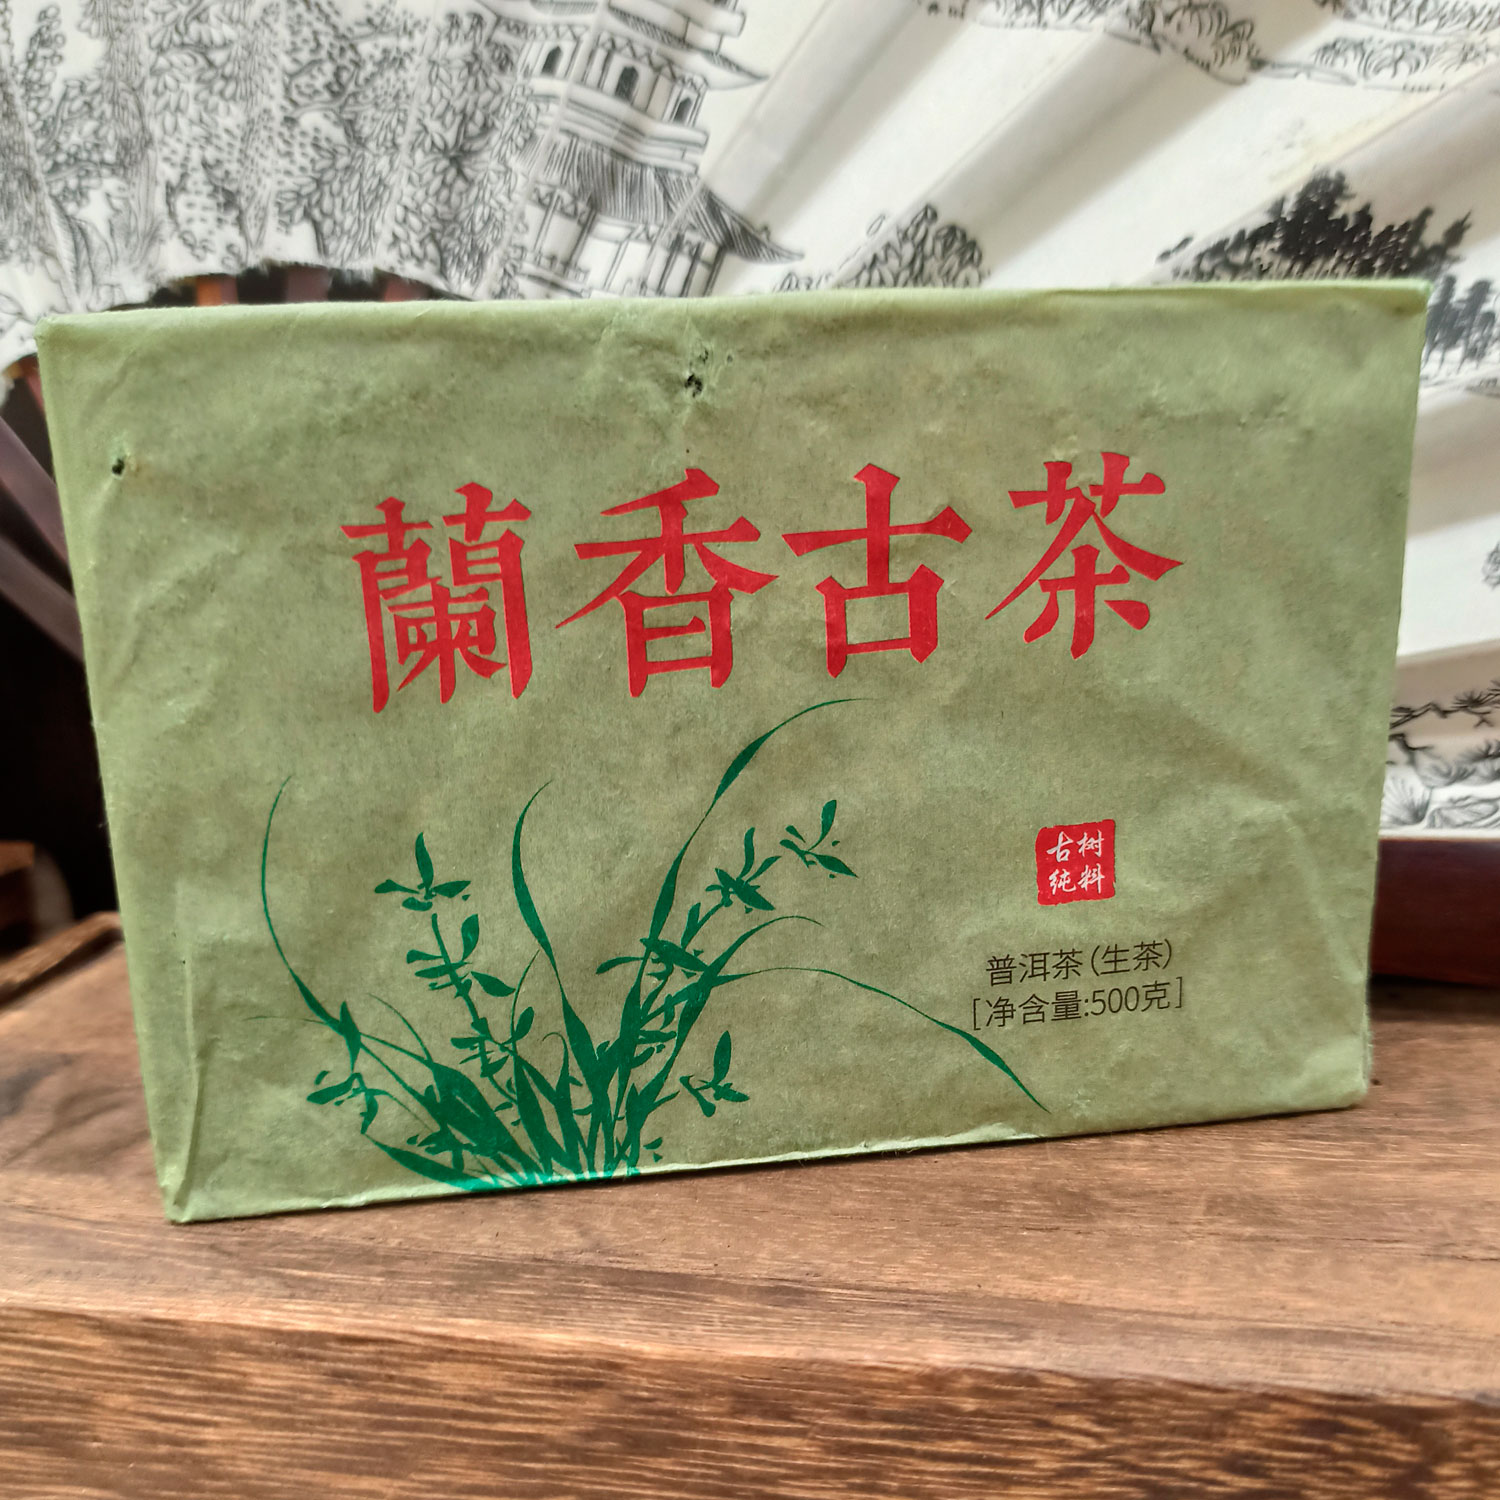 蘭香古茶
古树
纯料
普洱茶(生茶)
[净含量:500克]